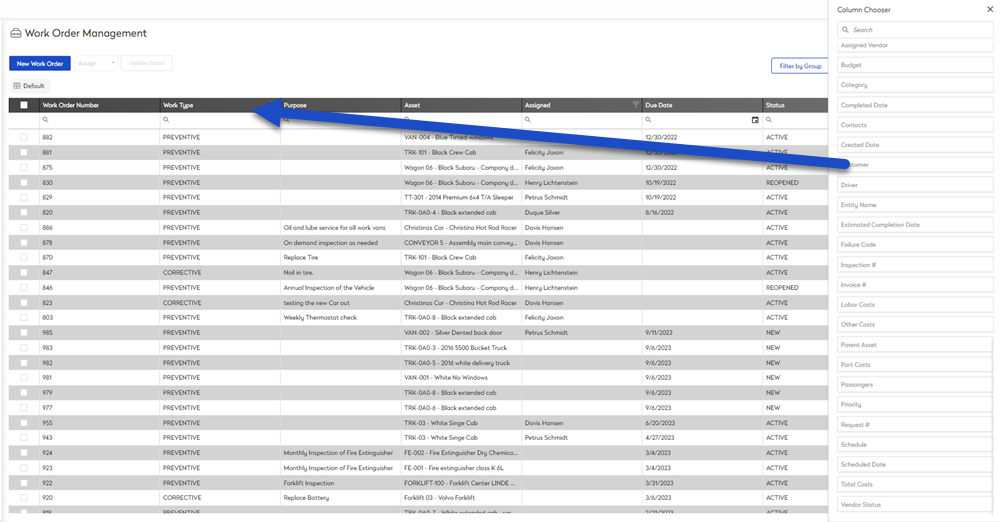 Column Chooser
Work Order Management
Search
Assigned Vendor
New Work Order Assign Update Status Filter by Group
Budget
Default
Category
Work Order Number Work Type Purpose Asset Assigned Due Date Status
Completed Date
Contacts
882 PREVENTIVE VAN-004 - Blue Tinted windows 12/30/2022 ACTIVE
Created Date
881 PREVENTIVE TRK-101 - Black Crew Cab Felicity Jaxon 12/30/2022 ACTIVE
875 PREVENTIVE Wagon 06 - Black Subaru - Company d... Felicity Jaxon 12/30/2022 ACTIVE
830 PREVENTIVE Wagon 06 - Black Subaru - Company d... Henry Lichtenstein 10/19/2022 REOPENED
Driver
829 PREVENTIVE TT-301 - 2014 Premium 6x4 T/A Sleeper Petrus Schmidt 10/19/2022 ACTIVE
Entity Name
820 PREVENTIVE TRK-0A0-4 - Black extended cab Duque Silver 8/16/2022 ACTIVE
Estimated Completion Date
886 PREVENTIVE Oil and lube service for all work vans Christinas Car - Christina Hot Rod Racer Davis Hansen ACTIVE
878 PREVENTIVE On demand inspection as needed CONVEYOR 5 - Assembly main convey... Davis Hansen ACTIVE
Failure Code
870 PREVENTIVE Replace Tire TRK-101 - Black Crew Cab Felicity Jaxon ACTIVE
Inspection #
847 CORRECTIVE Nail in tire. Wagon 06 - Black Subaru - Company d... Henry Lichtenstein ACTIVE
Invoice #
846 PREVENTIVE Annual Inspection of the Vehicle Wagon 06 - Black Subaru - Company d... Henry Lichtenstein REOPENED
823 CORRECTIVE testing the new Car out Christinas Car - Christina Hot Rod Racer Davis Hansen ACTIVE
Labor Costs
803 PREVENTIVE Weekly Thermostat check TRK-0A0-8 - Black extended cab Felicity Jaxon ACTIVE
Other Costs
985 PREVENTIVE VAN-002 - Silver Dented back door Petrus Schmidt 9/11/2023 NEW
Parent Asset
983 PREVENTIVE TRK-0A0-3 - 2016 5500 Bucket Truck 9/6/2023 NEW
982 PREVENTIVE TRK-0A0-5 - 2016 white delivery truck 9/6/2023 NEW
Part Costs
981 PREVENTIVE VAN-001 - White No Windows 9/6/2023 NEW
Passengers
979 PREVENTIVE TRK-0A0-8 - Black extended cab 9/6/2023 NEW
Priority
977 PREVENTIVE TRK-0A0-6 - Black extended cab 9/6/2023 NEW
955 PREVENTIVE TRK-03 - White Singe Cab Davis Hansen 6/20/2023 ACTIVE
Request #
943 PREVENTIVE TRK-03 - White Singe Cab Petrus Schmidt 4/27/2023 ACTIVE
Schedule
924 PREVENTIVE Monthly Inspection of Fire Extinguisher FE-002 - Fire Extinguisher Dry Chemica... 3/4/2023 ACTIVE
Scheduled Date
923 PREVENTIVE Monthly Inspection of Fire Extinguisher FE-001 - Fire extinguisher class K 6L 3/4/2023 ACTIVE
922 PREVENTIVE Forklift Inspection FORKLIFT-100 - Forklift Center LINDE ... 3/31/2023 ACTIVE
Total Costs
920 CORRECTIVE Replace Battery Forklift 03 - Volvo Forklift 3/6/2023 ACTIVE
Vendor Status